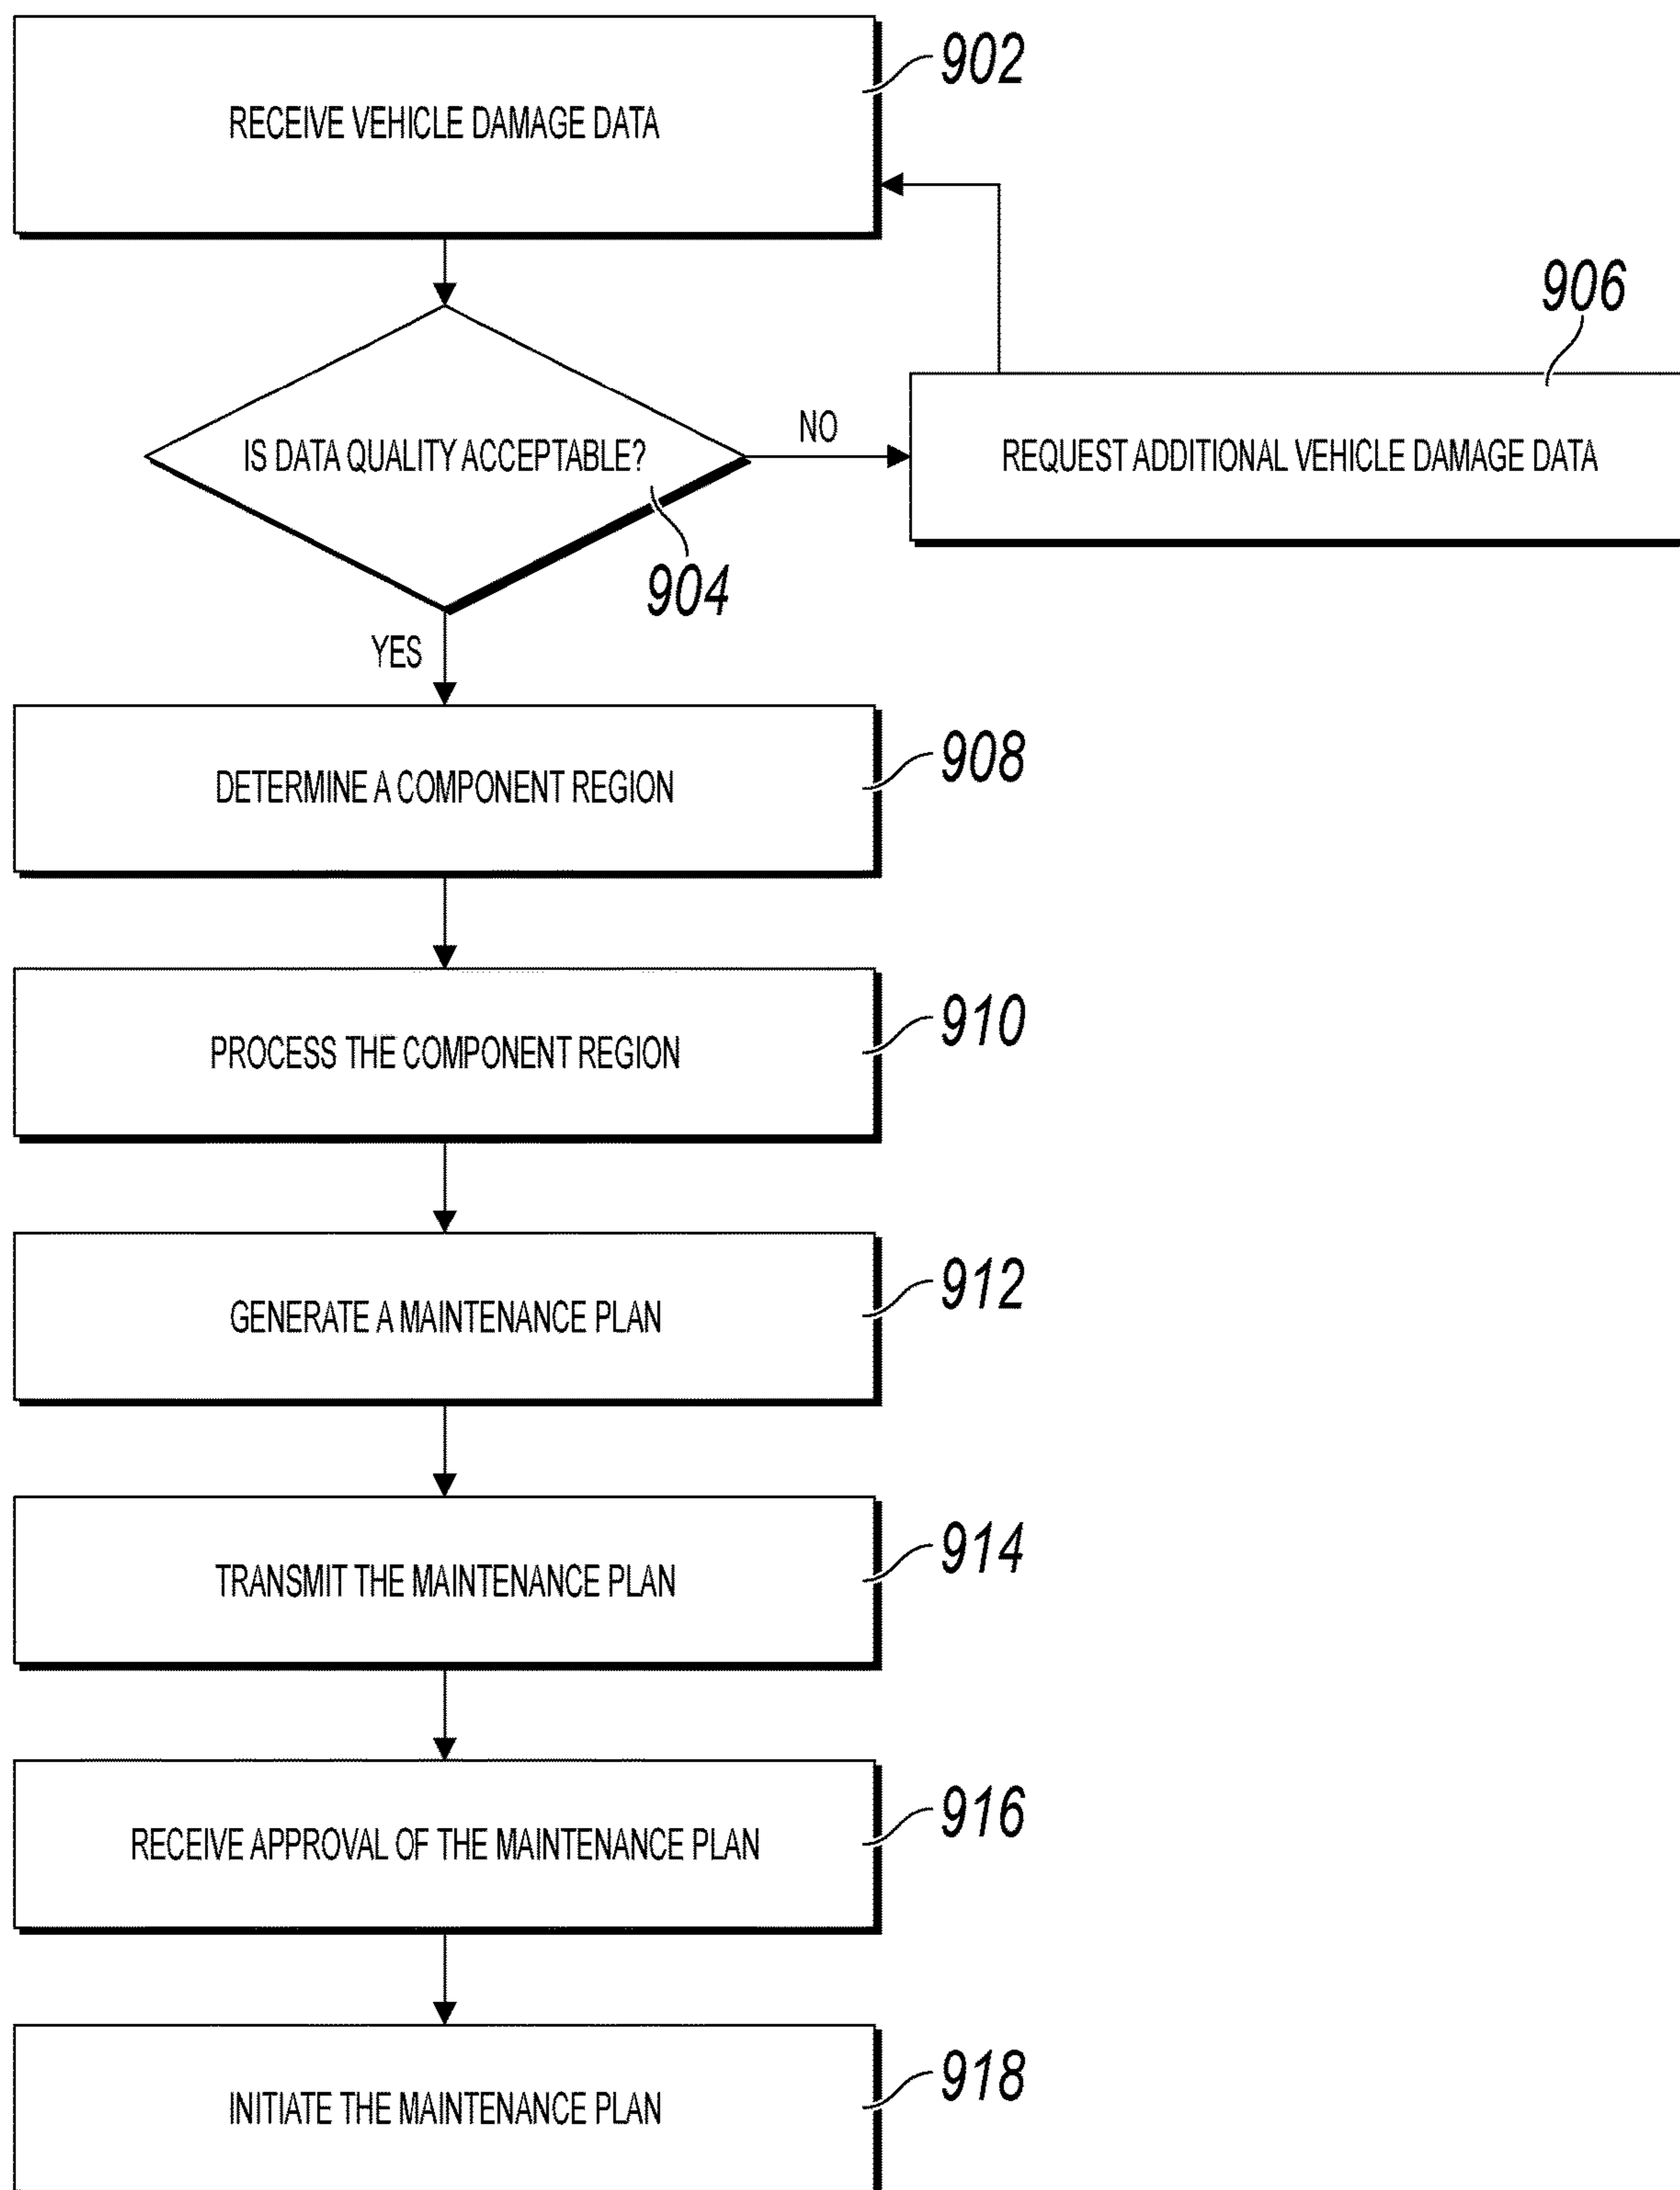 RECEIVE VEHICLE DAMAGE DATA
902
IS DATA QUALITY ACCEPTABLE?
904
NO
906
REQUEST ADDITIONAL VEHICLE DAMAGE DATA
YES
DETERMINE A COMPONENT REGION
908
PROCESS THE COMPONENT REGION
910
GENERATE A MAINTENANCE PLAN
912
TRANSMIT THE MAINTENANCE PLAN
914
RECEIVE APPROVAL OF THE MAINTENANCE PLAN
916
INITIATE THE MAINTENANCE PLAN
918